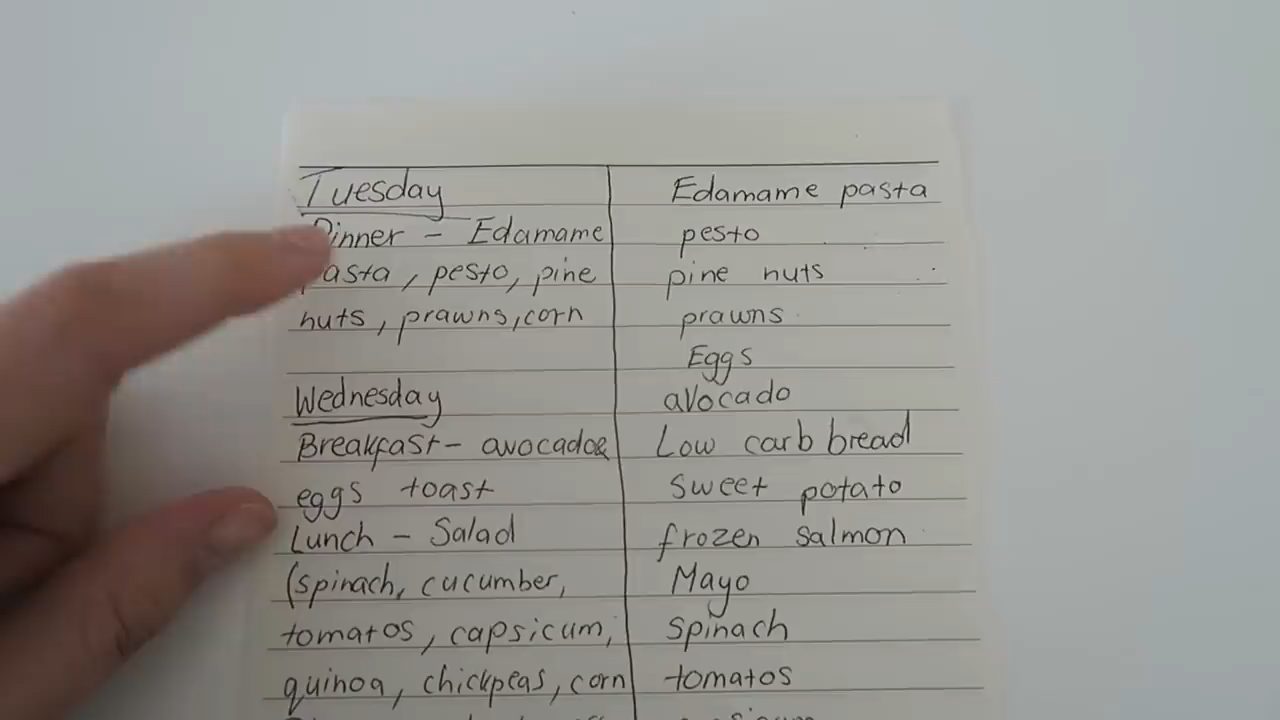 Tuesday
Dinner - Edamame
pasta, pesto, pine
nuts, prawns, corn
Wednesday
Breakfast- avocado&
eggs toast
Lunch - Salad
(spinach, cucumber,
tomatos, capsicum,
quinoa, chickpeas, corn
Edamame pasta
pesto
pine nuts
prawns
Eggs
avocado
Low carb bread
Sweet potato
frozen salmon
Mayo
Spinach
tomatos